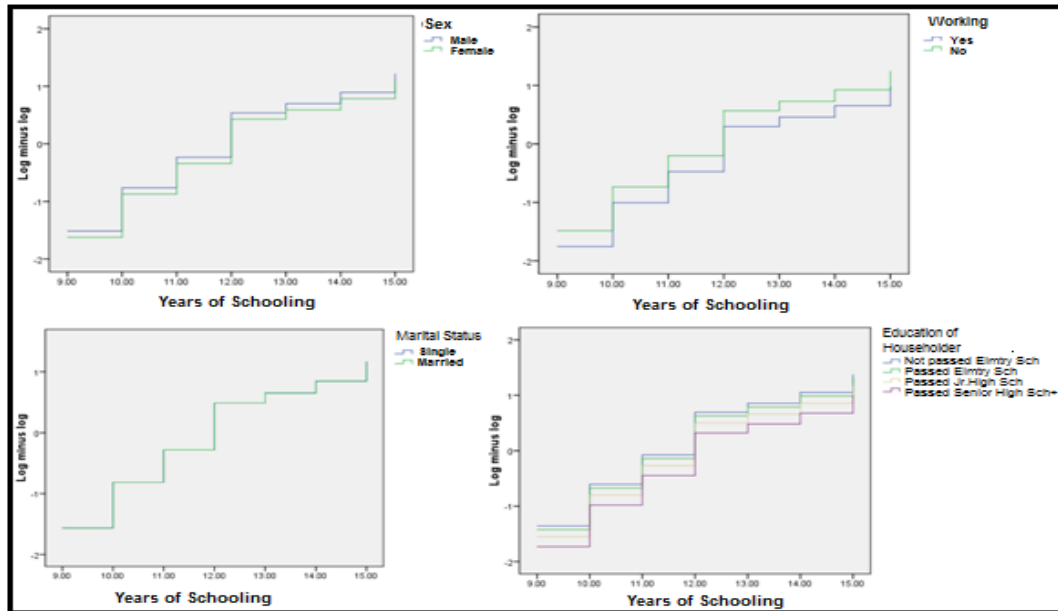 Sex
Male
Female
Log minus log
2
1
0
-1
-2
9.00 10.00 11.00 12.00 13.00 14.00 15.00
Years of Schooling
Working
Yes
No
Log minus log
2
1
0
-1
-2
9.00 10.00 11.00 12.00 13.00 14.00 15.00
Years of Schooling
Marital Status
Single
Married
Log minus log
1
0
-1
-2
9.00 10.00 11.00 12.00 13.00 14.00 15.00
Years of Schooling
Education of
Householder
Not passed Elmtry Sch
Passed Elmtry Sch
Passed Jr.High Sch
Passed Senior High Sch+
Log minus log
2
1
0
-1
-2
9.00 10.00 11.00 12.00 13.00 14.00 15.00
Years of Schooling